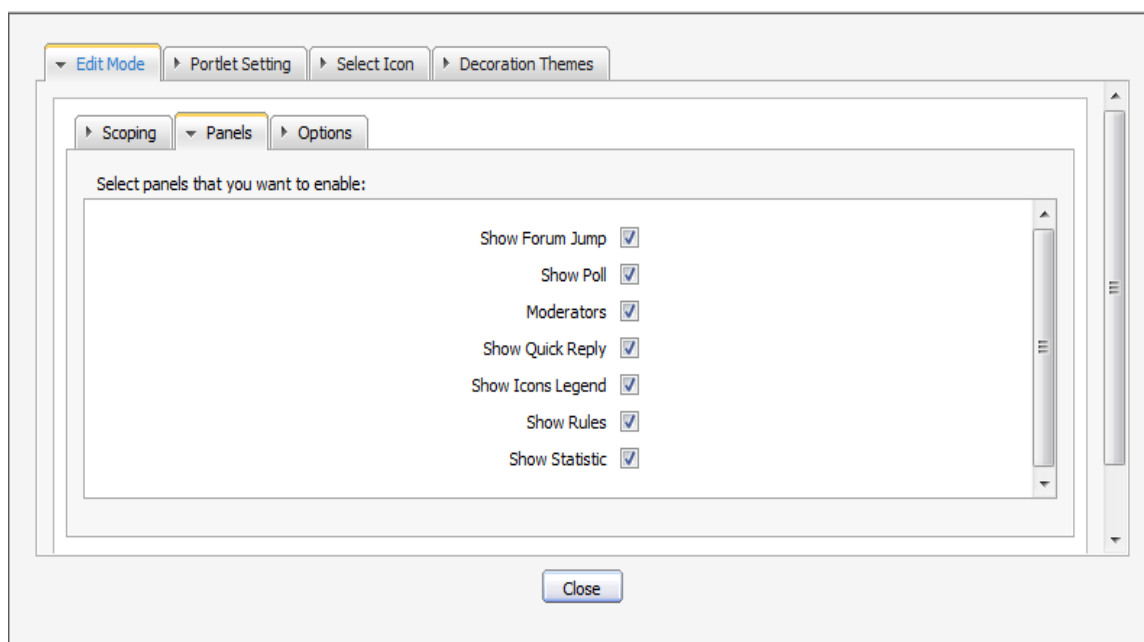 Edit Mode Portlet Setting Select Icon Decoration Themes
Scoping Panels Options
Select panels that you want to enable:
Show Forum Jump
Show Poll
Moderators
Show Quick Reply
Show Icons Legend
Show Rules
Show Statistic
Close